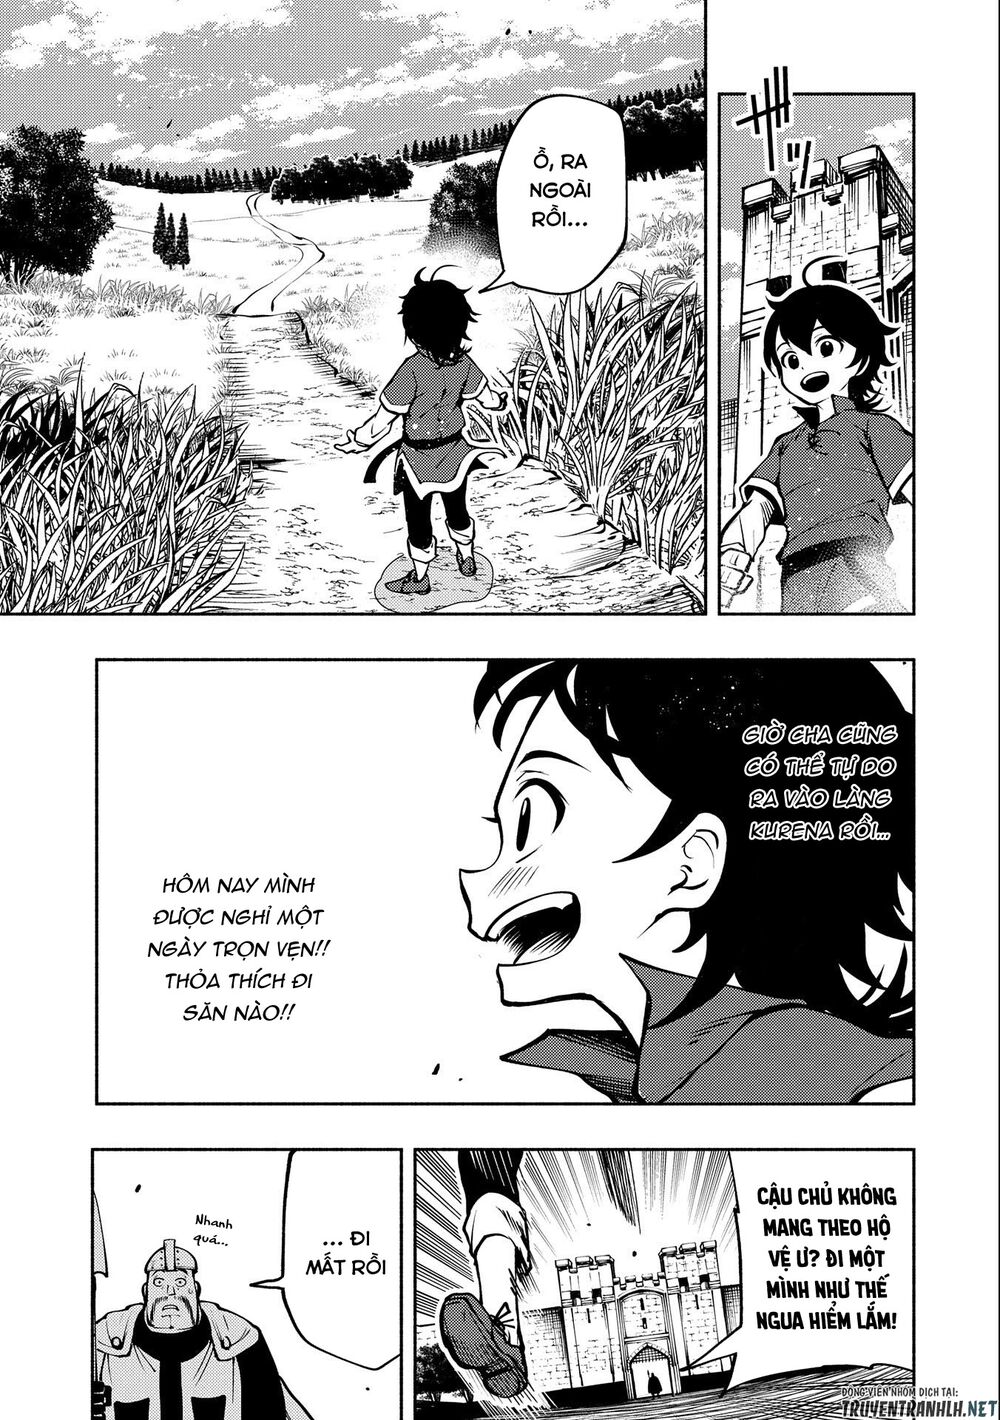 Ồ, RA
NGOÀI
RỒI...
GIỜ CHA CŨNG
CÓ THỂ TỰ DO
RA VÀO LÀNG
KURENA RỒI...
HÔM NAY MÌNH
ĐƯỢC NGHỈ MỘT
NGÀY TRỌN VẸN!!
THỎA THÍCH ĐI
SĂN NÀO!!
CẬU CHỦ KHÔNG
MANG THEO HỘ
VỆ Ư? ĐI MỘT
MÌNH NHƯ THẾ
NGUA HIỂM LẮM!
... ĐI
MẤT RỒI
Nhanh
quá...
ĐỘNG VIÊN NHÓM DỊCH TẠI:
TRUYENTRANHLH.NET